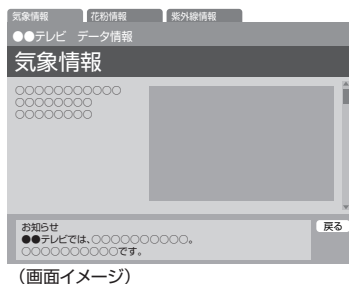 気象情報 花粉情報 紫外線情報
●●テレビ データ情報
気象情報
○○○○○○○○○○○
○○○○○○○○
○○○○○○○○
お知らせ 戻る
●●テレビでは、○○○○○○○○○○。
○○○○○○○○○○です。
(画面イメージ)